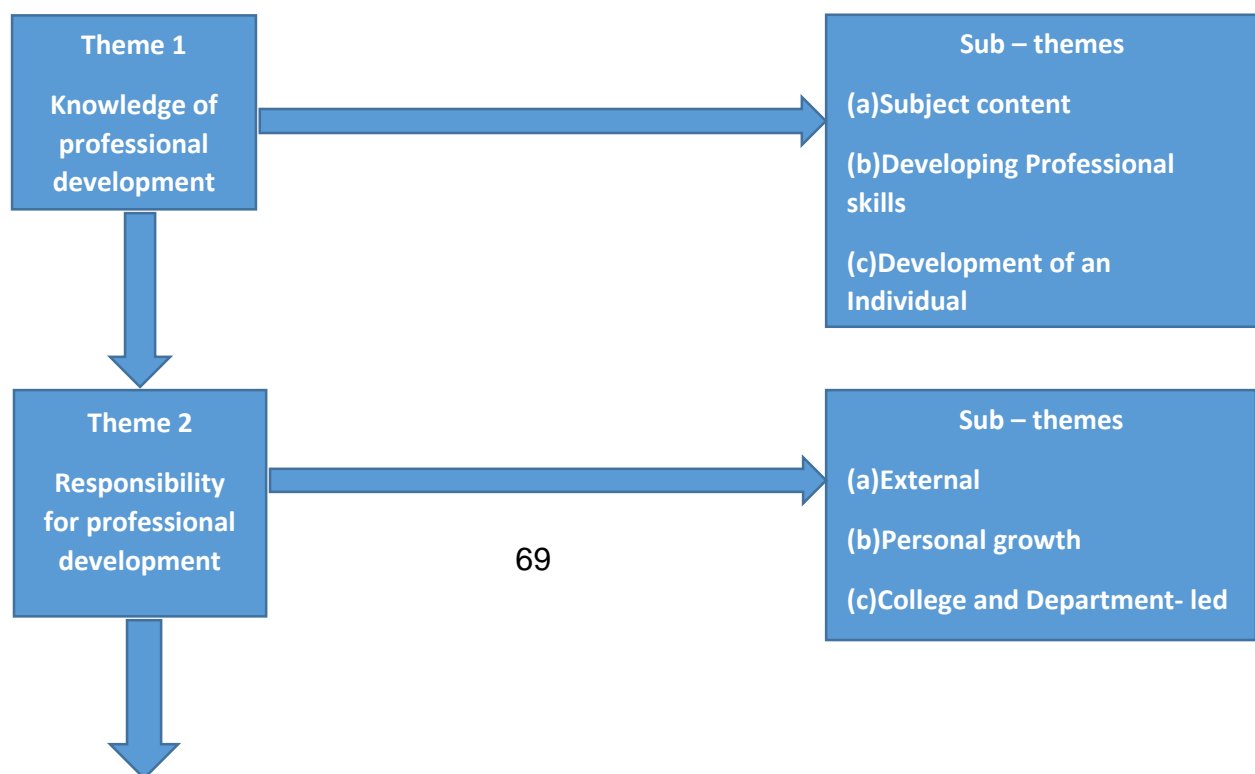 Theme 1
Knowledge of
professional
development
Sub – themes
(a)Subject content
(b)Developing Professional
skills
(c)Development of an
Individual
Theme 2
Responsibility
for professional
development
Sub – themes
(a)External
(b)Personal growth
(c)College and Department- led
69